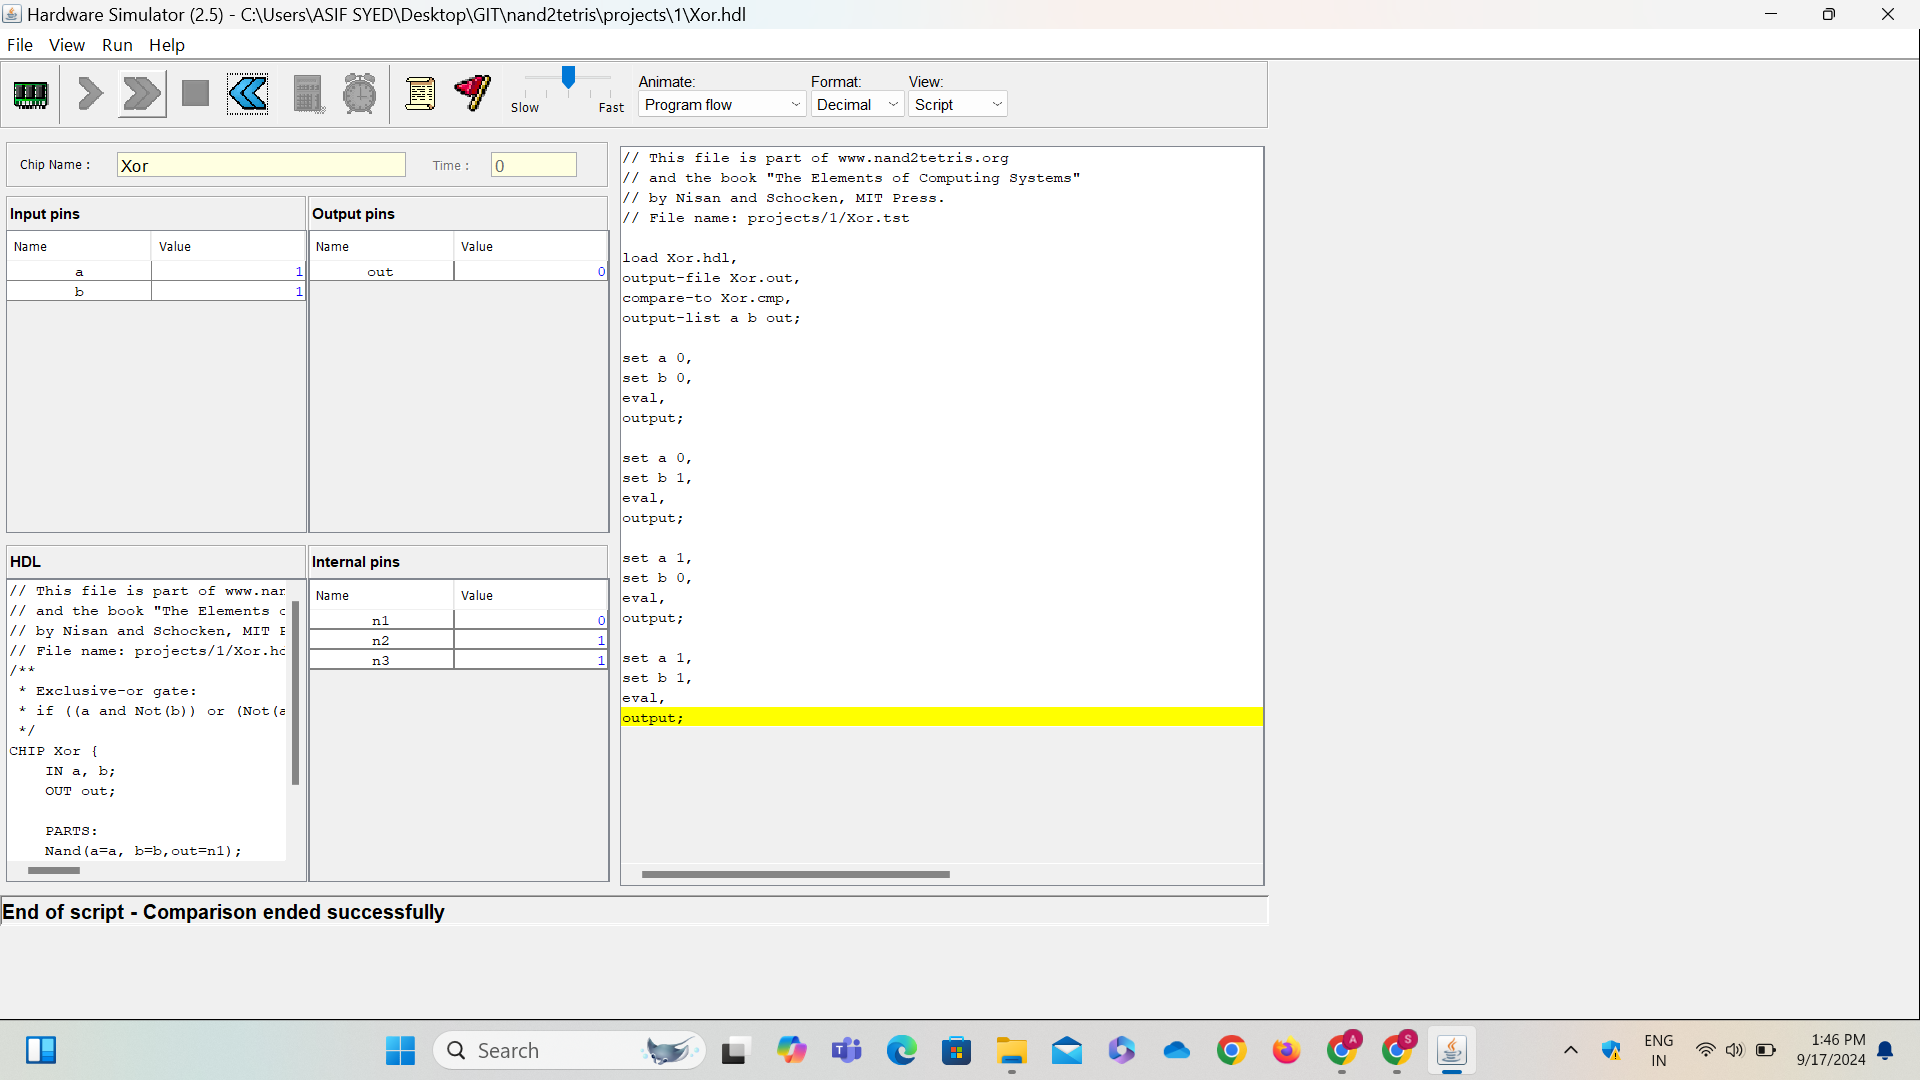 Hardware Simulator (2.5) - C:\Users\ASIF SYED\Desktop\GIT\nand2tetris\projects\1\Xor.hdl
File View Run Help
Slow Fast
Animate: Format: View:
Program flow Decimal Script
Chip Name : Xor Time : 0
Input pins
Name Value
a 1
b 1
Output pins
Name Value
out 0
HDL
// This file is part of www.nan
// and the book "The Elements c
// by Nisan and Schocken, MIT P
// File name: projects/1/Xor.hd
/**
* Exclusive-or gate:
* if ((a and Not(b)) or (Not(a
*/
CHIP Xor {
IN a, b;
OUT out;
PARTS:
Nand(a=a, b=b,out=n1);
Internal pins
Name Value
n1 0
n2 1
n3 1
// This file is part of www.nand2tetris.org
// and the book "The Elements of Computing Systems"
// by Nisan and Schocken, MIT Press.
// File name: projects/1/Xor.tst
load Xor.hdl,
output-file Xor.out,
compare-to Xor.cmp,
output-list a b out;
set a 0,
set b 0,
eval,
output;
set a 0,
set b 1,
eval,
output;
set a 1,
set b 0,
eval,
output;
set a 1,
set b 1,
eval,
output;
End of script - Comparison ended successfully
Search
A
S
ENG
IN
1:46 PM
9/17/2024